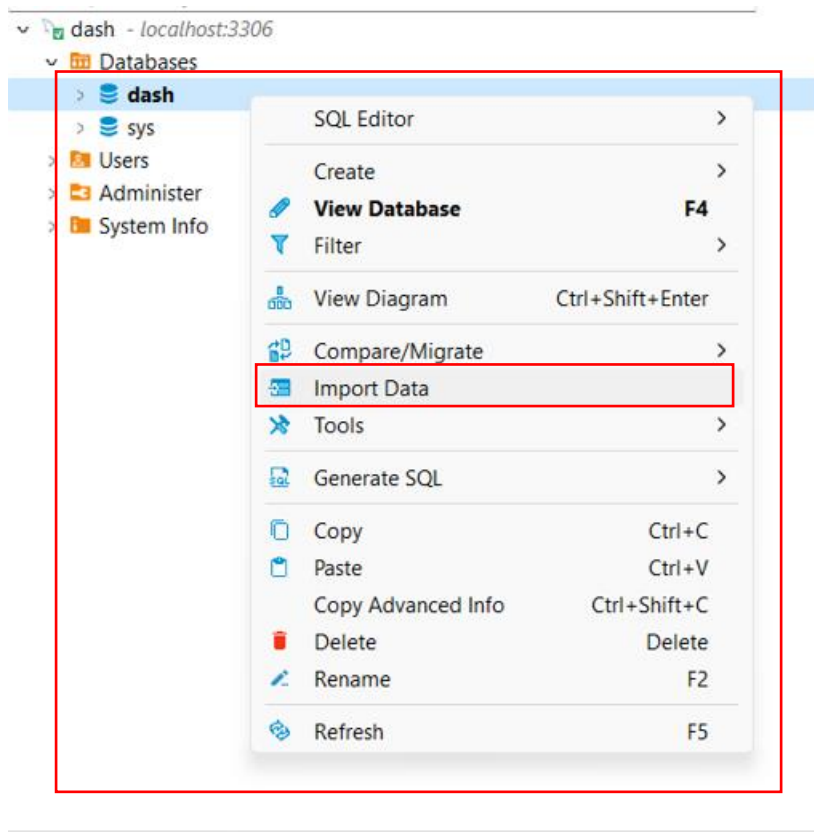 dash - localhost:3306
Databases
dash
sys
Users
Administer
System Info
SQL Editor
Create
View Database F4
Filter
View Diagram Ctrl+Shift+Enter
Compare/Migrate
Import Data
Tools
Generate SQL
Copy Ctrl+C
Paste Ctrl+V
Copy Advanced Info Ctrl+Shift+C
Delete Delete
Rename F2
Refresh F5